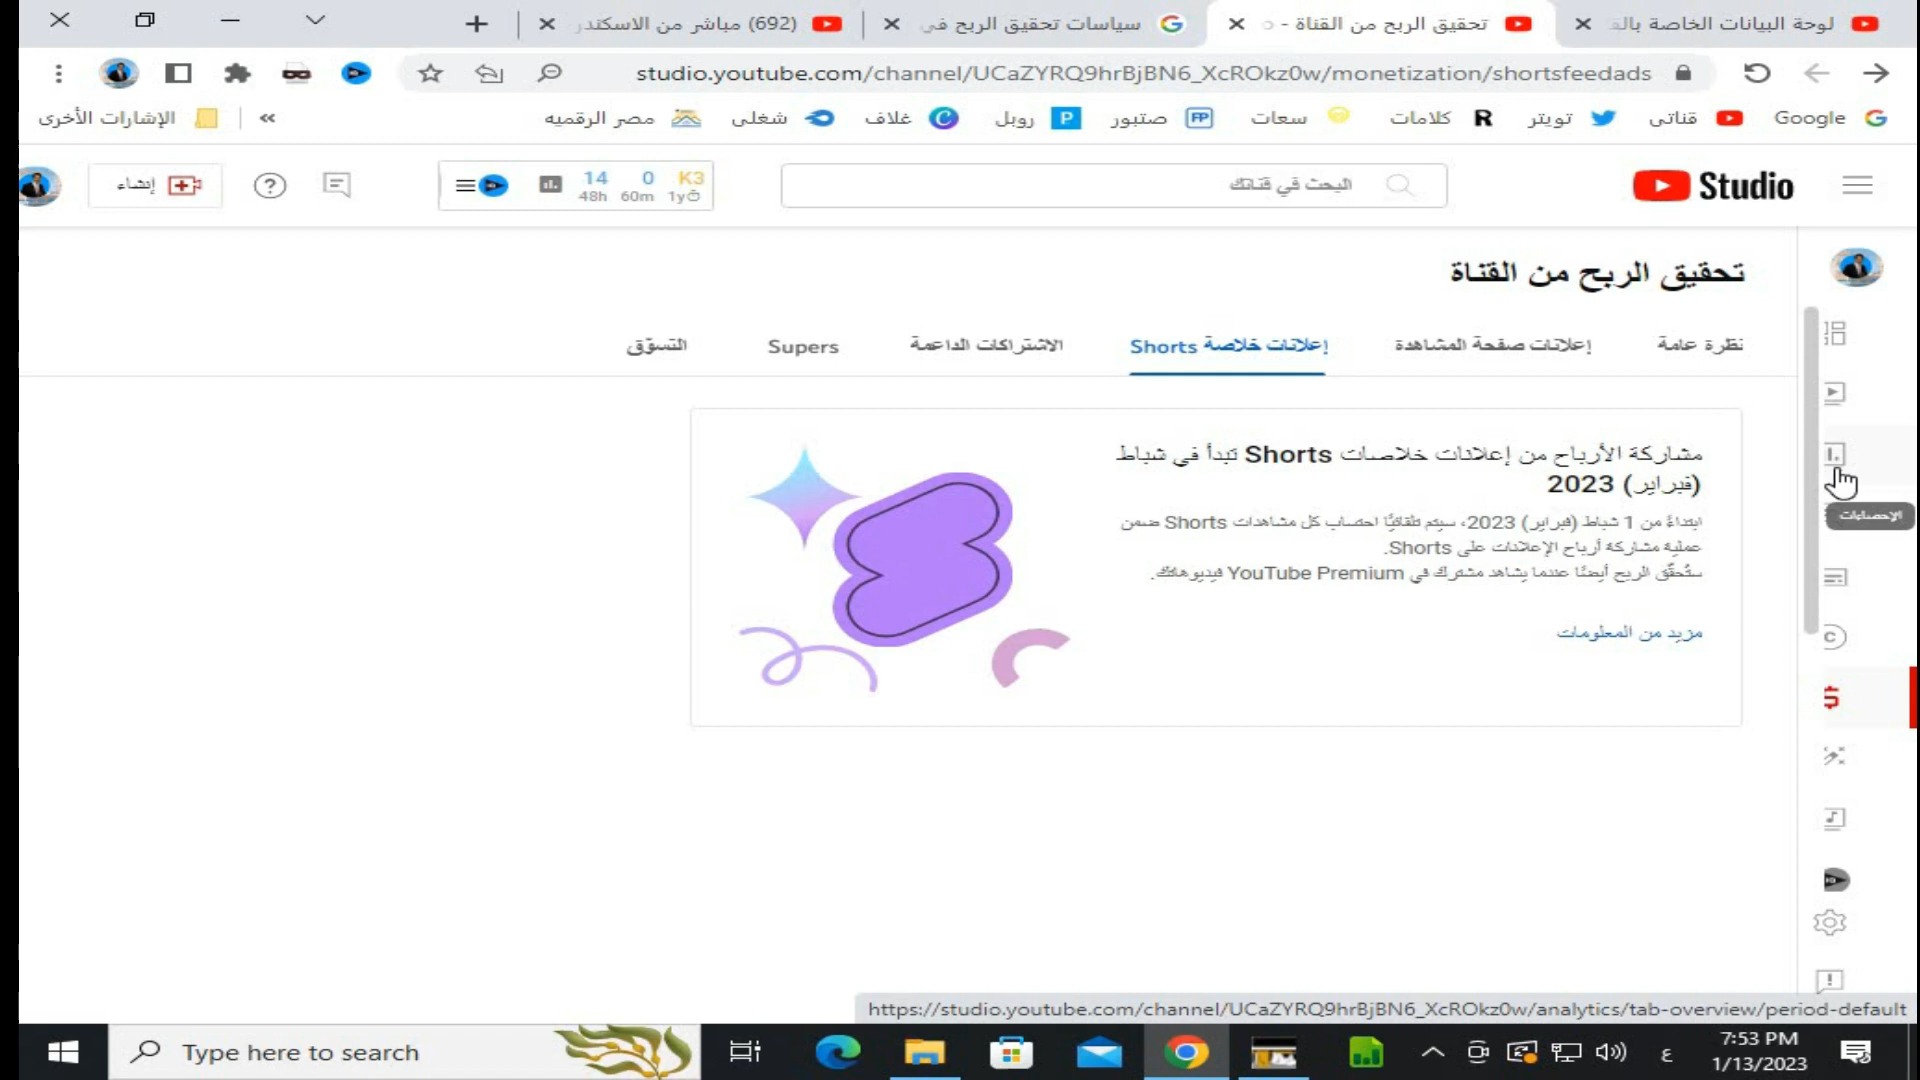 لوحة البيانات الخاصة بالقـ
تحقيق الربح من القناة -
سياسات تحقيق الربح في
(692) مباشر من الاسكندر
studio.youtube.com/channel/UCaZYRQ9hrBjBN6_XcROkz0w/monetization/shortsfeedads
Google
قناتى
تويتر
كلامات
سعات
صتبور
روبل
غلاف
شغلى
مصر الرقميه
»
الإشارات الأخرى
Studio
البحث في قناتك
14 0 K3
48h 60m 1y
إنشاء
تحقيق الربح من القناة
نظرة عامة
إعلانات صفحة المشاهدة
إعلانات خلاصة Shorts
الاشتراكات الداعمة
Supers
التسوّق
مشاركة الأرباح من إعلانات خلاصات Shorts تبدأ في شباط
(فبراير) 2023
ابتداءً من 1 شباط (فبراير) 2023، سيتم تلقائيًا احتساب كل مشاهدات Shorts ضمن
عملية مشاركة أرباح الإعلانات على Shorts.
ستُحقّق الربح أيضًا عندما يشاهد مشترك في YouTube Premium فيديوهاتك.
مزيد من المعلومات
الإحصاءات
https://studio.youtube.com/channel/UCaZYRQ9hrBjBN6_XcROkz0w/analytics/tab-overview/period-default
Type here to search
ع
7:53 PM
1/13/2023